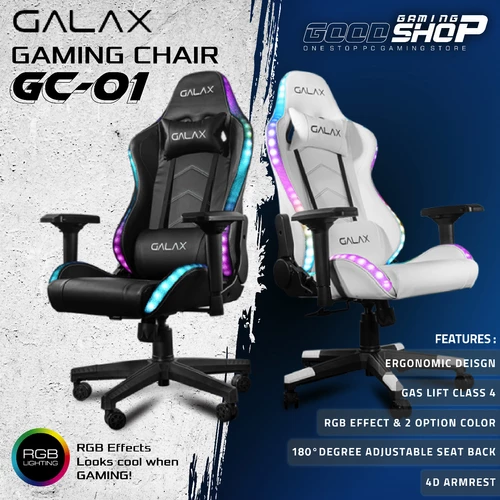 GALAX
GAMING CHAIR
GC-01
GAMING
GOOD SHOP
ONE STOP PC GAMING STORE
GALAX
GALAX
GALAX
GALAX
FEATURES :
ERGONOMIC DEISGN
GAS LIFT CLASS 4
RGB EFFECT & 2 OPTION COLOR
180° DEGREE ADJUSTABLE SEAT BACK
4D ARMREST
RGB
LIGHTING
RGB Effects
Looks cool when
GAMING!